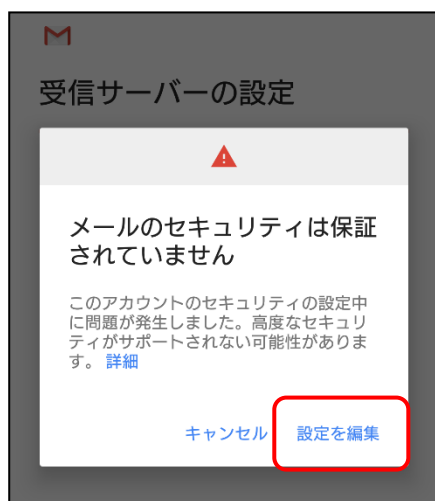 受信サーバーの設定
メールのセキュリティは保証
されていません
このアカウントのセキュリティの設定中
に問題が発生しました。高度なセキュリ
ティがサポートされない可能性がありま
す。 詳細
キャンセル 設定を編集